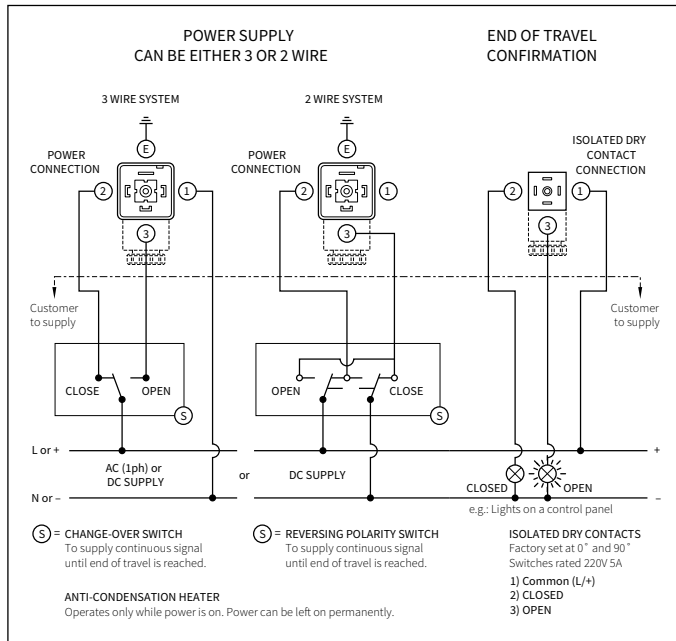 POWER SUPPLY
CAN BE EITHER 3 OR 2 WIRE
END OF TRAVEL
CONFIRMATION
3 WIRE SYSTEM
2 WIRE SYSTEM
E
E
POWER
CONNECTION
POWER
CONNECTION
ISOLATED DRY
CONTACT
CONNECTION
2
1
2
1
2
1
3
3
3
Customer
to supply
Customer
to supply
CLOSE
OPEN
S
OPEN
CLOSE
S
L or +
+
AC (1ph) or
DC SUPPLY
or
DC SUPPLY
CLOSED
OPEN
N or –
–
e.g.: Lights on a control panel
S = CHANGE-OVER SWITCH
To supply continuous signal
until end of travel is reached.
S = REVERSING POLARITY SWITCH
To supply continuous signal
until end of travel is reached.
ISOLATED DRY CONTACTS
Factory set at 0˚ and 90˚
Switches rated 220V 5A
1) Common (L/+)
2) CLOSED
3) OPEN
ANTI-CONDENSATION HEATER
Operates only while power is on. Power can be left on permanently.